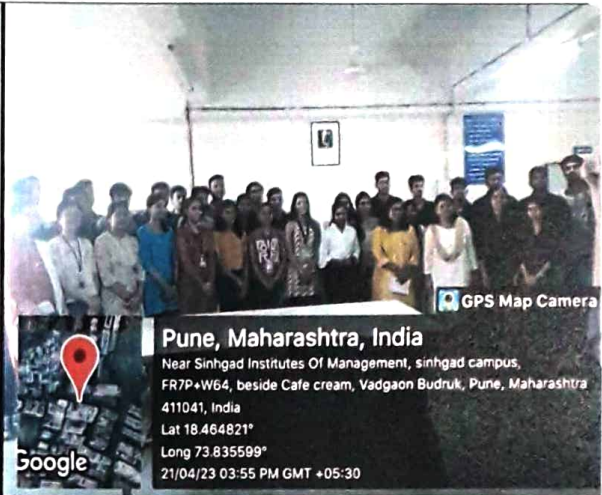 GPS Map Camera
Pune, Maharashtra, India
Near Sinhgad Institutes Of Management, sinhgad campus,
FR7P+W64, beside Cafe cream, Vadgaon Budruk, Pune, Maharashtra
411041, India
Lat 18.464821°
Long 73.835599°
21/04/23 03:55 PM GMT +05:30
Google